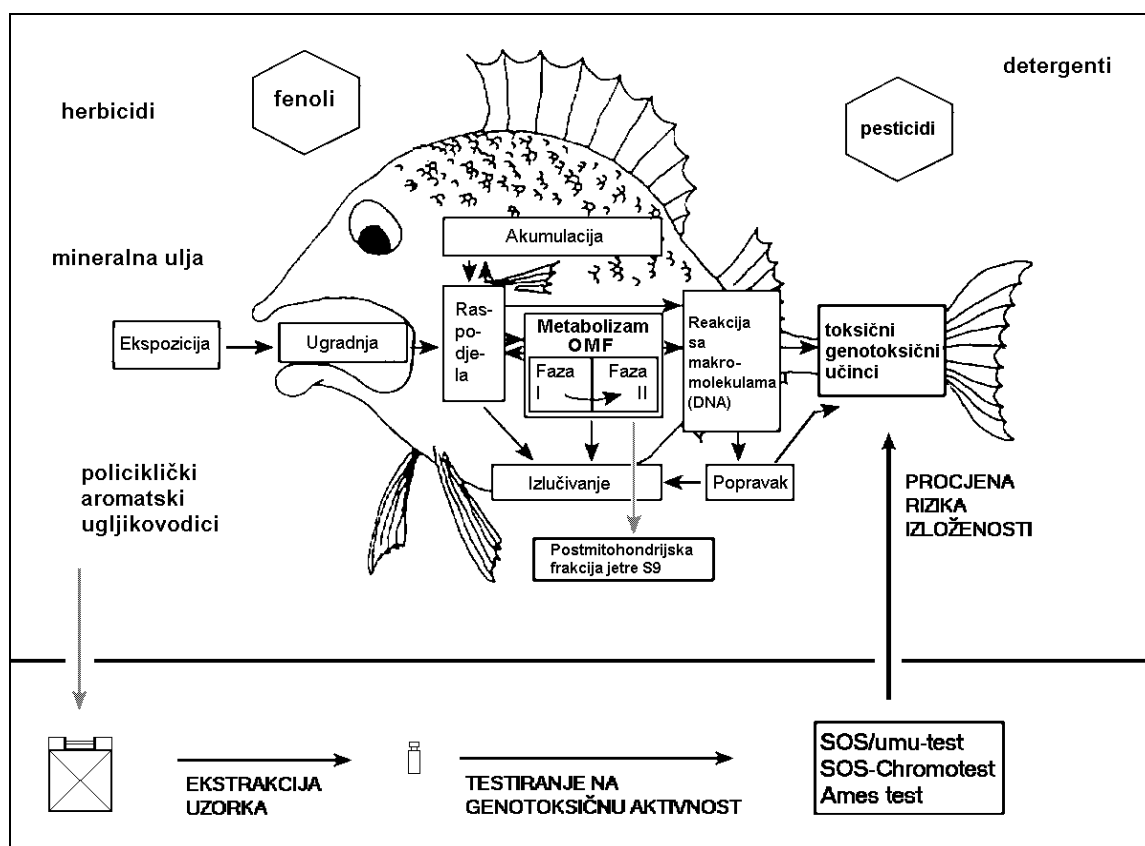 detergenti
herbicidi
fenoli
pesticidi
Akumulacija
mineralna ulja
Ekspozicija
Ugradnja
Ras-
po-
dje-
la
Metabolizam
OMF
Faza
I
Faza
II
Reakcija
sa
makro-
molekulama
(DNA)
toksični
genotoksični
učinci
policiklički
aromatski
ugljikovodici
Izlučivanje
Popravak
PROCJENA
RIZIKA
IZLOŽENOSTI
Postmitohondrijska
frakcija jetre S9
EKSTRAKCIJA
UZORKA
TESTIRANJE NA
GENOTOKSIČNU AKTIVNOST
SOS/umu-test
SOS-Chromotest
Ames test